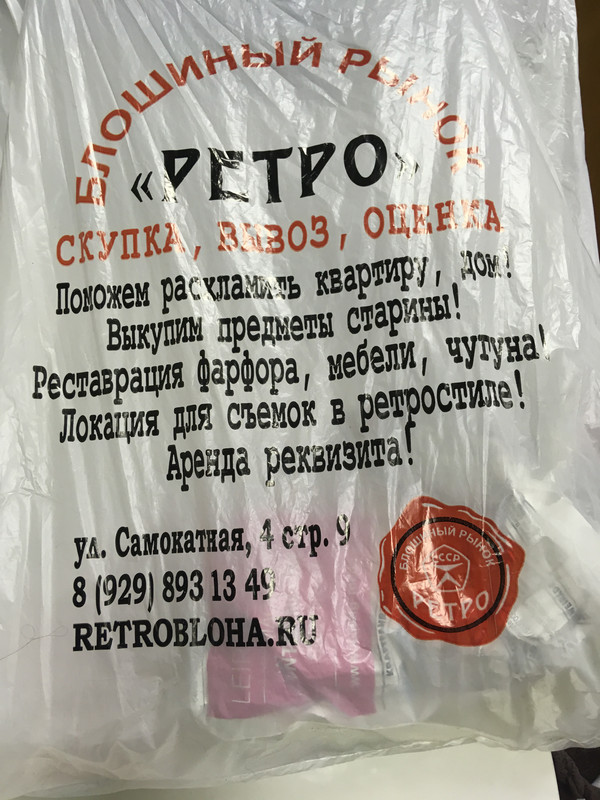 БЛОШИНЫЙ РЫНОК
«РЕТРО»
СКУПКА, ВЫВОЗ, ОЦЕНКА
Поможем расхламить квартиру, дом!
Выкупим предметы старины!
Реставрация фарфора, мебели, чугуна!
Локация для съемок в ретростиле!
Аренда реквизита!
ул. Самокатная, 4 стр. 9
8 (929) 893 13 49
RETROBLOHA.RU
БЛОШИНЫЙ РЫНОК
СССР
РЕТРО